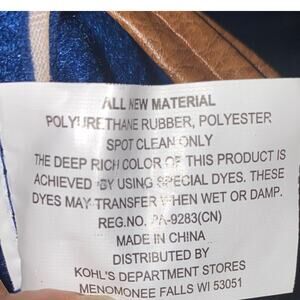 ALL NEW MATERIAL
POLYURETHANE RUBBER, POLYESTER
SPOT CLEAN ONLY
THE DEEP RICH COLOR OF THIS PRODUCT IS
ACHIEVED BY USING SPECIAL DYES. THESE
DYES MAY TRANSFER WHEN WET OR DAMP.
REG.NO. PA-9283(CN)
MADE IN CHINA
DISTRIBUTED BY
KOHL'S DEPARTMENT STORES
MENOMONEE FALLS WI 53051